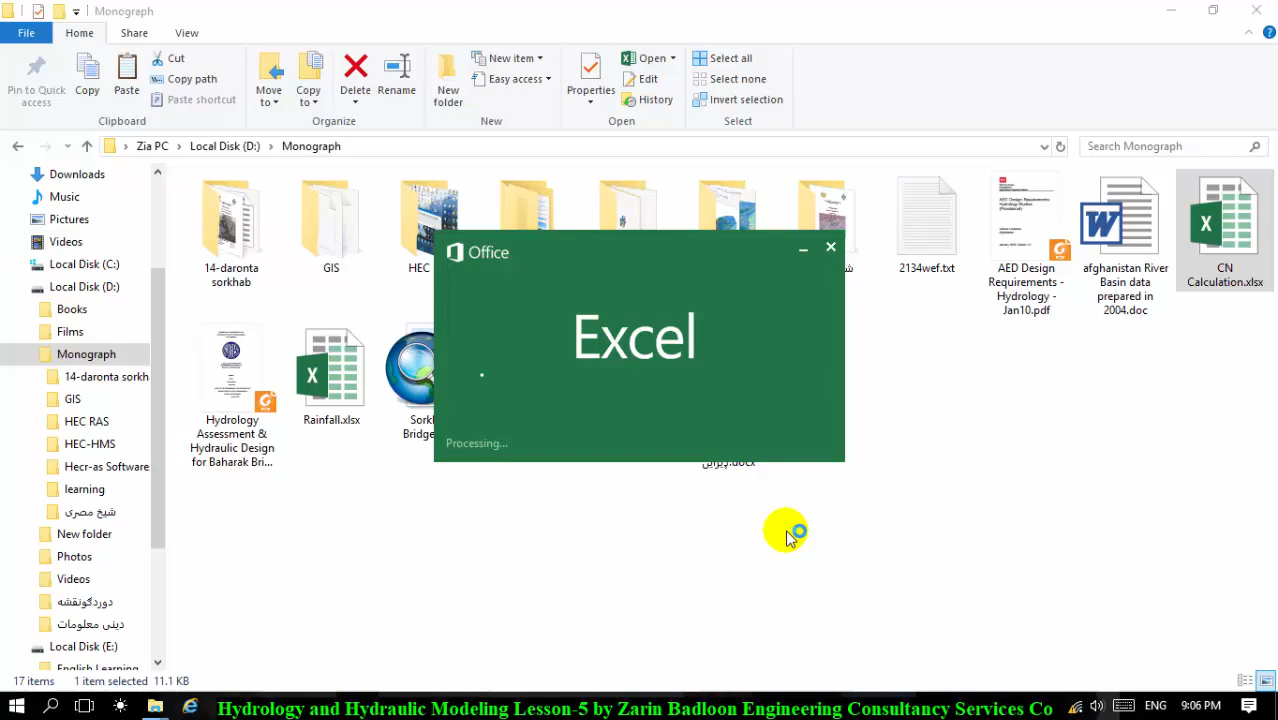 Monograph
File
Home
Share
View
Pin to Quick
access
Copy
Paste
Cut
Copy path
Paste shortcut
Clipboard
Move
to
Copy
to
Delete
Rename
Organize
New
folder
New item
Easy access
New
Properties
Open
Edit
History
Open
Select all
Select none
Invert selection
Select
Zia PC
Local Disk (D:)
Monograph
Search Monograph
Downloads
Music
Pictures
Videos
Local Disk (C:)
Local Disk (D:)
Books
Films
Monograph
14-daronta sorkh
GIS
HEC RAS
HEC-HMS
Hecr-as Software
learning
شیخ مصری
New folder
Photos
Videos
دوردګونقشه
دینی معلومات
Local Disk (E:)
English Learning
14-daronta
sorkhab
GIS
HEC
2134wef.txt
AED Design
Requirements -
Hydrology -
Jan10.pdf
afghanistan River
Basin data
prepared in
2004.doc
CN
Calculation.xlsx
Hydrology
Assessment &
Hydraulic Design
for Baharak Bri...
Rainfall.xlsx
Sork
Bridge
Office
Excel
Processing...
17 items
1 item selected 11.1 KB
Hydrology and Hydraulic Modeling Lesson-5 by Zarin Badloon Engineering Consultancy Services Co
ENG
9:06 PM